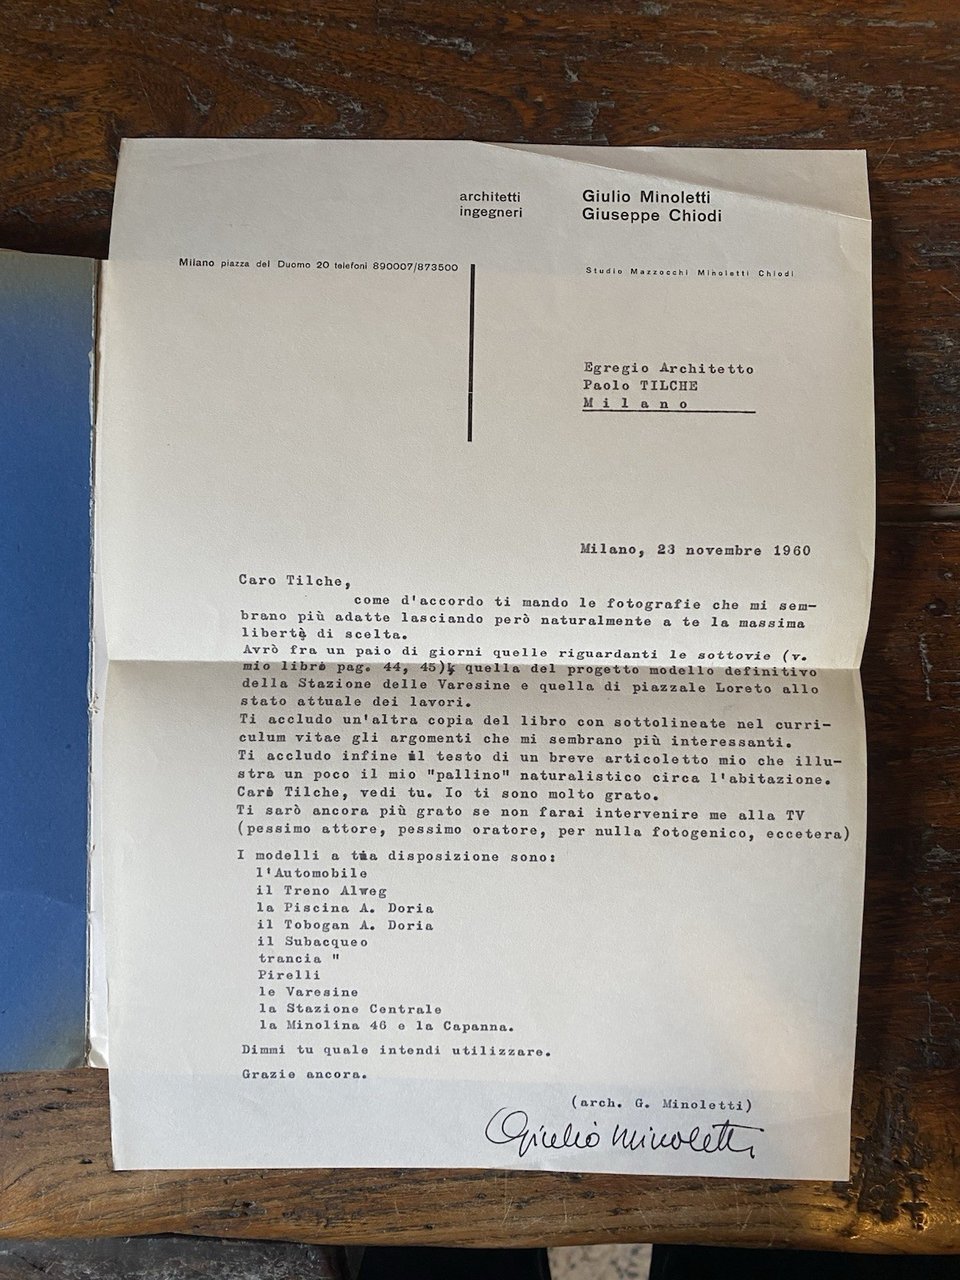 architetti
ingegneri
Giulio Minoletti
Giuseppe Chiodi
Milano piazza del Duomo 20 telefoni 890007/873500
Studio Mazzocchi Minoletti Chiodi
Egregio Architetto
Paolo TILCHE
Milano
Milano, 23 novembre 1960
Caro Tilche,
come d'accordo ti mando le fotografie che mi sem-
brano più adatte lasciando però naturalmente a te la massima
libertà di scelta.
Avrò fra un paio di giorni quelle riguardanti le sottovie (v.
mio libro pag. 44, 45), quella del progetto modello definitivo
della Stazione delle Varesine e quella di piazzale Loreto allo
stato attuale dei lavori.
Ti accludo un'altra copia del libro con sottolineate nel curri-
culum vitae gli argomenti che mi sembrano più interessanti.
Ti accludo infine il testo di un breve articoletto mio che illu-
stra un poco il mio "pallino" naturalistico circa l'abitazione.
Caro Tilche, vedi tu. Io ti sono molto grato.
Ti sarò ancora più grato se non farai intervenire me alla TV
(pessimo attore, pessimo oratore, per nulla fotogenico, eccetera)
I modelli a tua disposizione sono:
l'Automobile
il Treno Alweg
la Piscina A. Doria
il Tobogan A. Doria
il Subacqueo
trancia "
Pirelli
le Varesine
la Stazione Centrale
la Minolina 46 e la Capanna.
Dimmi tu quale intendi utilizzare.
Grazie ancora.
(arch. G. Minoletti)
Giulio Minoletti